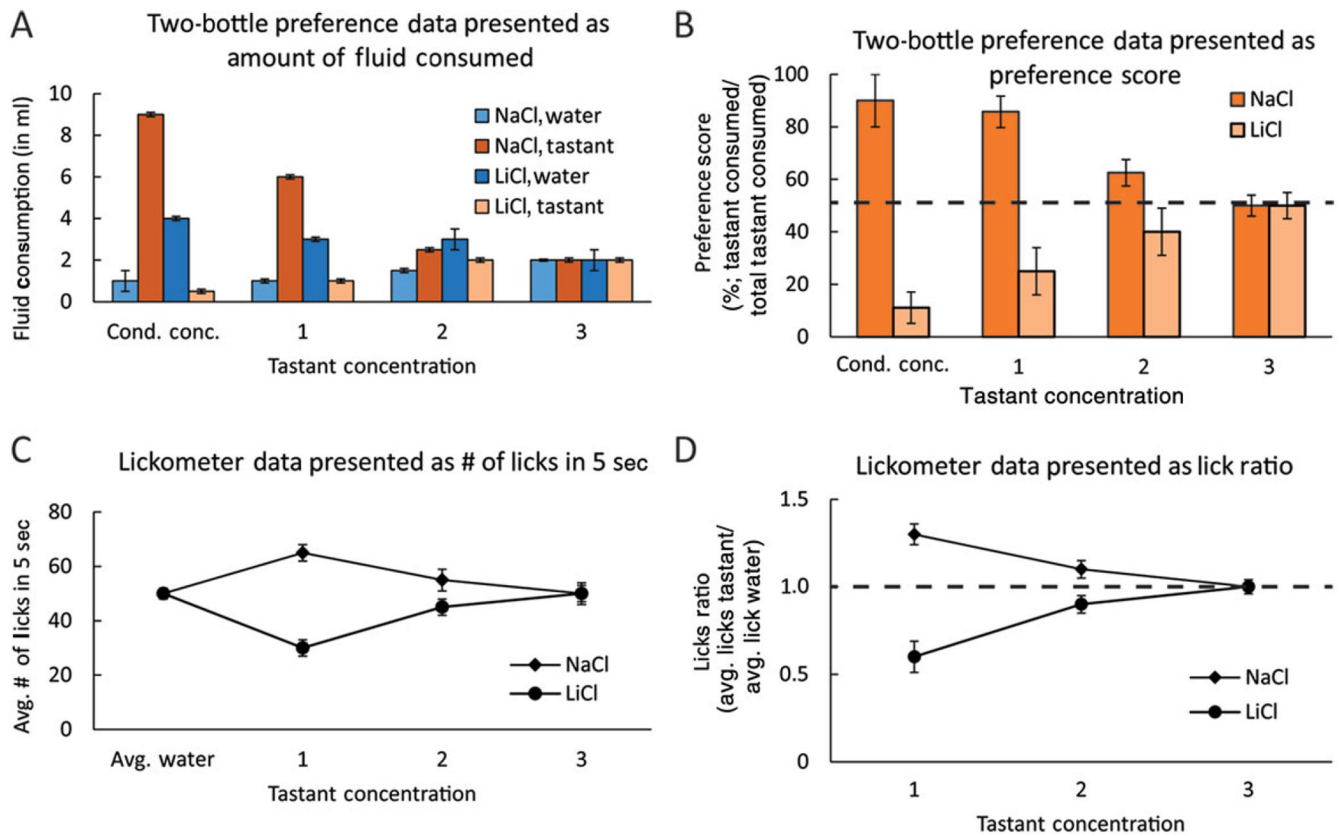 A
Two-bottle preference data presented as
amount of fluid consumed
Fluid consumption (in ml)
10
8
6
4
2
0
NaCl, water
NaCl, tastant
LiCl, water
LiCl, tastant
Cond. conc.
1
2
3
Tastant concentration
B
Two-bottle preference data presented as
preference score
Preference score
(%; tastant consumed/
total tastant consumed)
100
80
60
40
20
0
NaCl
LiCl
Cond. conc.
1
2
3
Tastant concentration
C
Lickometer data presented as # of licks in 5 sec
Avg. # of licks in 5 sec
80
60
40
20
0
NaCl
LiCl
Avg. water
1
2
3
Tastant concentration
D
Lickometer data presented as lick ratio
Licks ratio
(avg. licks tastant/
avg. lick water)
1.5
1.0
0.5
0
NaCl
LiCl
1
2
3
Tastant concentration